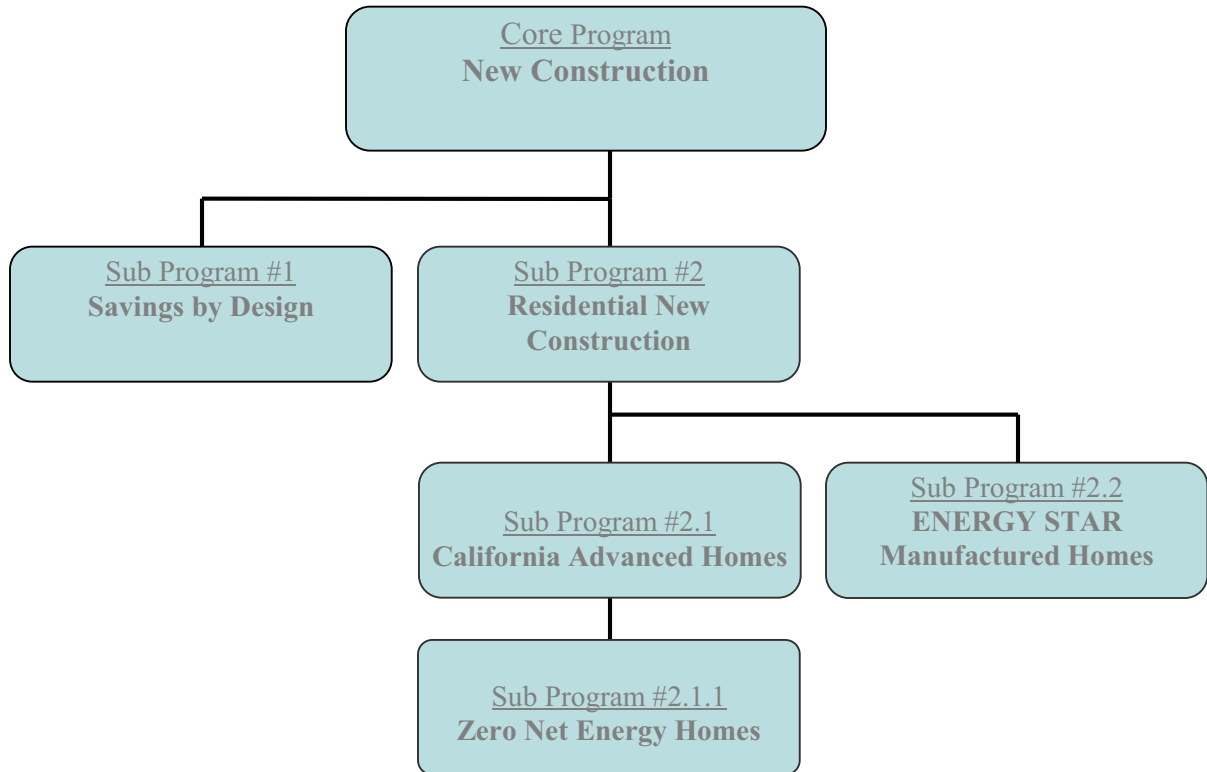 Core Program
New Construction
Sub Program #1
Savings by Design
Sub Program #2
Residential New
Construction
Sub Program #2.1
California Advanced Homes
Sub Program #2.2
ENERGY STAR
Manufactured Homes
Sub Program #2.1.1
Zero Net Energy Homes